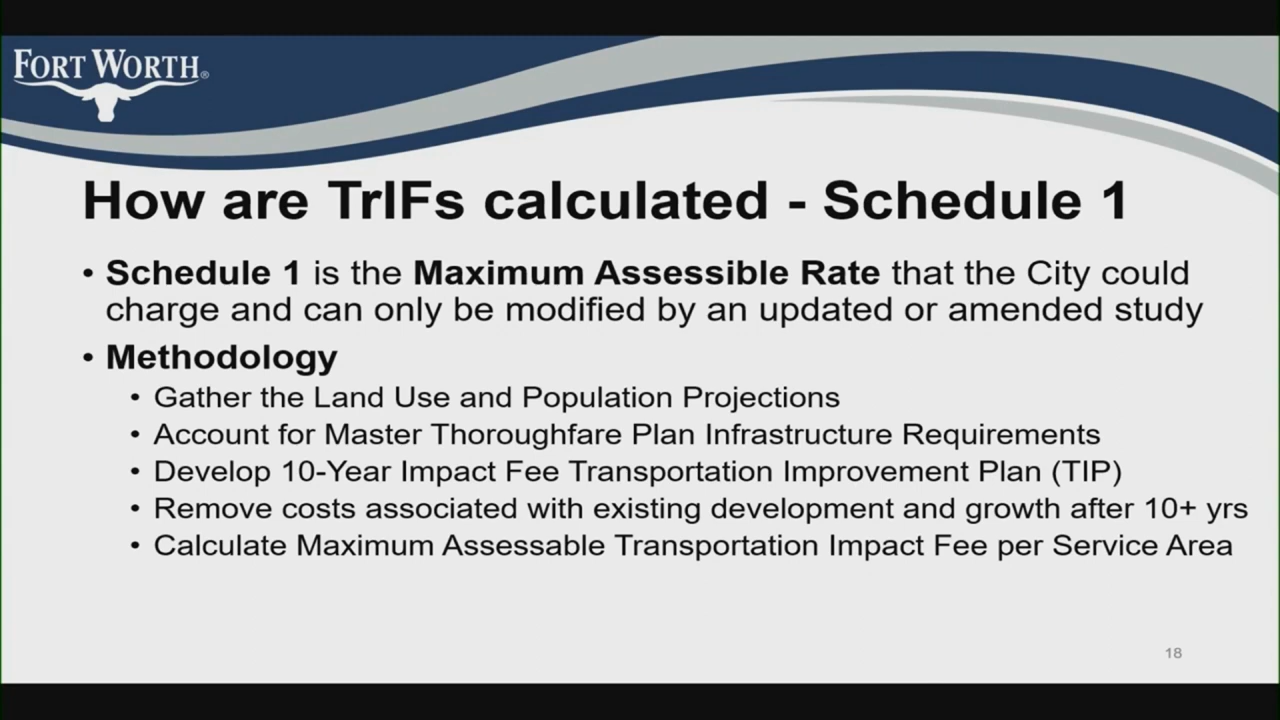 FORT WORTH®
How are TrIFs calculated - Schedule 1
• Schedule 1 is the Maximum Assessible Rate that the City could
charge and can only be modified by an updated or amended study
• Methodology
• Gather the Land Use and Population Projections
• Account for Master Thoroughfare Plan Infrastructure Requirements
• Develop 10-Year Impact Fee Transportation Improvement Plan (TIP)
• Remove costs associated with existing development and growth after 10+ yrs
• Calculate Maximum Assessable Transportation Impact Fee per Service Area
18